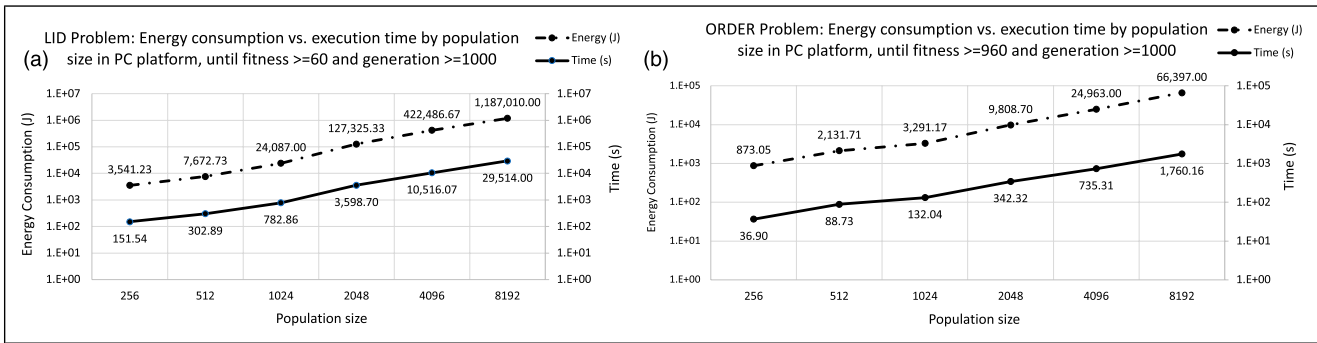 (a)
LID Problem: Energy consumption vs. execution time by population
size in PC platform, until fitness >=60 and generation >=1000
Energy (J)
Time (s)
Energy Consumption (J)
1.E+07
1.E+06
1.E+05
1.E+04
1.E+03
1.E+02
1.E+01
1.E+00
3,541.23
7,672.73
24,087.00
127,325.33
422,486.67
1,187,010.00
151.54
302.89
782.86
3,598.70
10,516.07
29,514.00
1.E+07
1.E+06
1.E+05
1.E+04
1.E+03
1.E+02
1.E+01
1.E+00
Time (s)
256 512 1024 2048 4096 8192
Population size
(b)
ORDER Problem: Energy consumption vs. execution time by population
size in PC platform, until fitness >=960 and generation >=1000
Energy (J)
Time (s)
Energy Consumption (J)
1.E+05
1.E+04
1.E+03
1.E+02
1.E+01
1.E+00
873.05
2,131.71
3,291.17
9,808.70
24,963.00
66,397.00
36.90
88.73
132.04
342.32
735.31
1,760.16
1.E+05
1.E+04
1.E+03
1.E+02
1.E+01
1.E+00
Time (s)
256 512 1024 2048 4096 8192
Population size